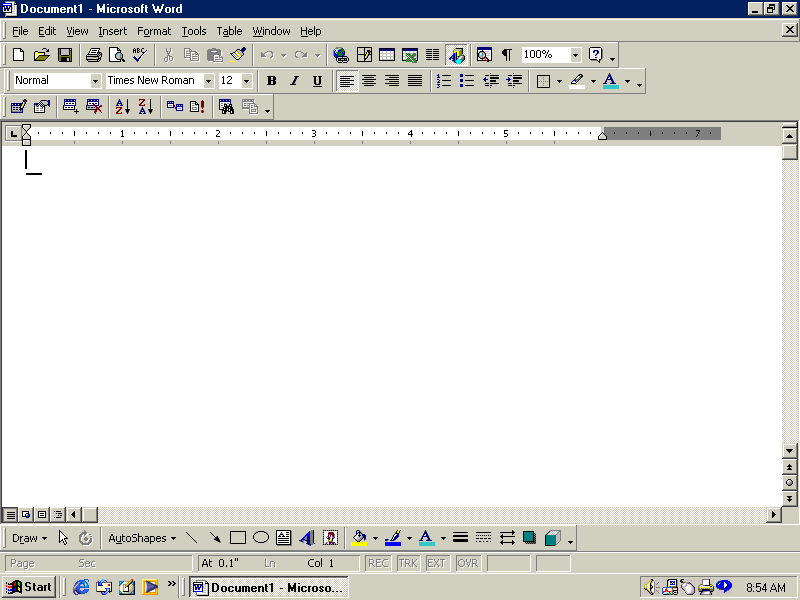 Document1 - Microsoft Word
File Edit View Insert Format Tools Table Window Help
100%
Normal Times New Roman 12 B I U A
1 2 3 4 5 7
Draw AutoShapes A
Page Sec At 0.1" Ln Col 1 REC TRK EXT OVR
Start Document1 - Microso... 8:54 AM